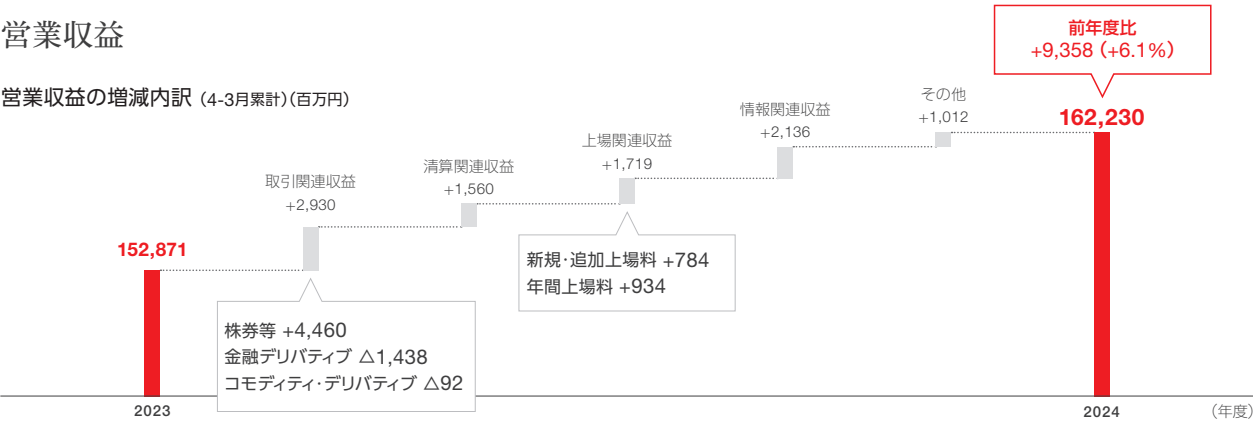 営業収益
営業収益の増減内訳（4-3月累計）（百万円）
前年度比
+9,358（+6.1%）
162,230
その他
+1,012
情報関連収益
+2,136
上場関連収益
+1,719
清算関連収益
+1,560
取引関連収益
+2,930
152,871
新規・追加上場料 +784
年間上場料 +934
株券等 +4,460
金融デリバティブ △1,438
コモディティ・デリバティブ △92
2023
2024
（年度）